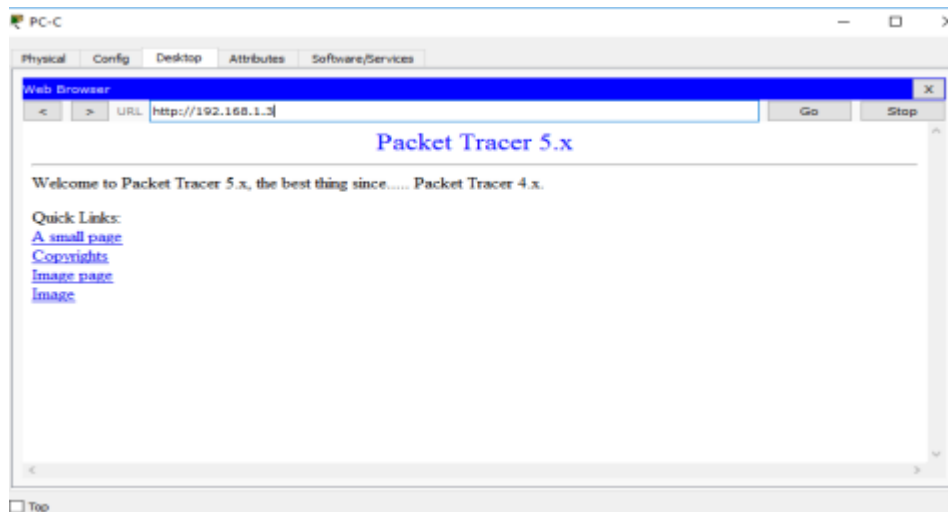 PC-C
Physical Config Desktop Attributes Software/Services
Web Browser X
< > URL http://192.168.1.3 Go Stop
Packet Tracer 5.x
Welcome to Packet Tracer 5.x, the best thing since..... Packet Tracer 4.x.
Quick Links:
A small page
Copyrights
Image page
Image
Top